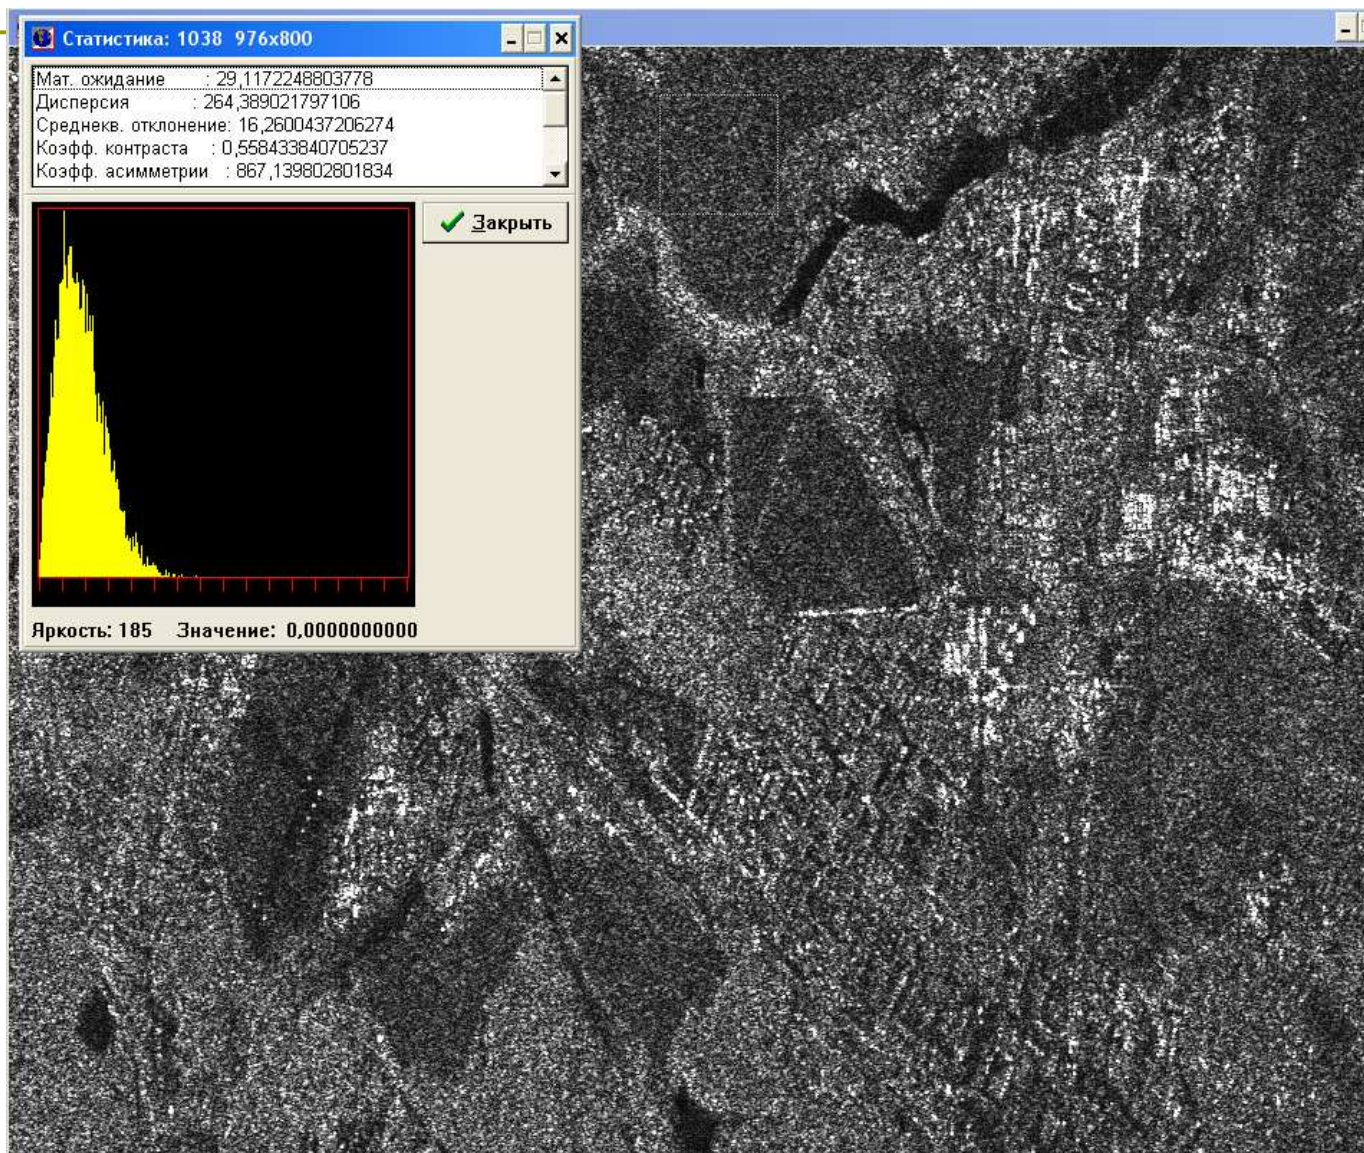 Статистика: 1038 976x800
Мат. ожидание : 29,1172248803778
Дисперсия : 264,389021797106
Среднекв. отклонение: 16,2600437206274
Коэфф. контраста : 0,558433840705237
Коэфф. асимметрии : 867,139802801834
Закрыть
Яркость: 185 Значение: 0,0000000000